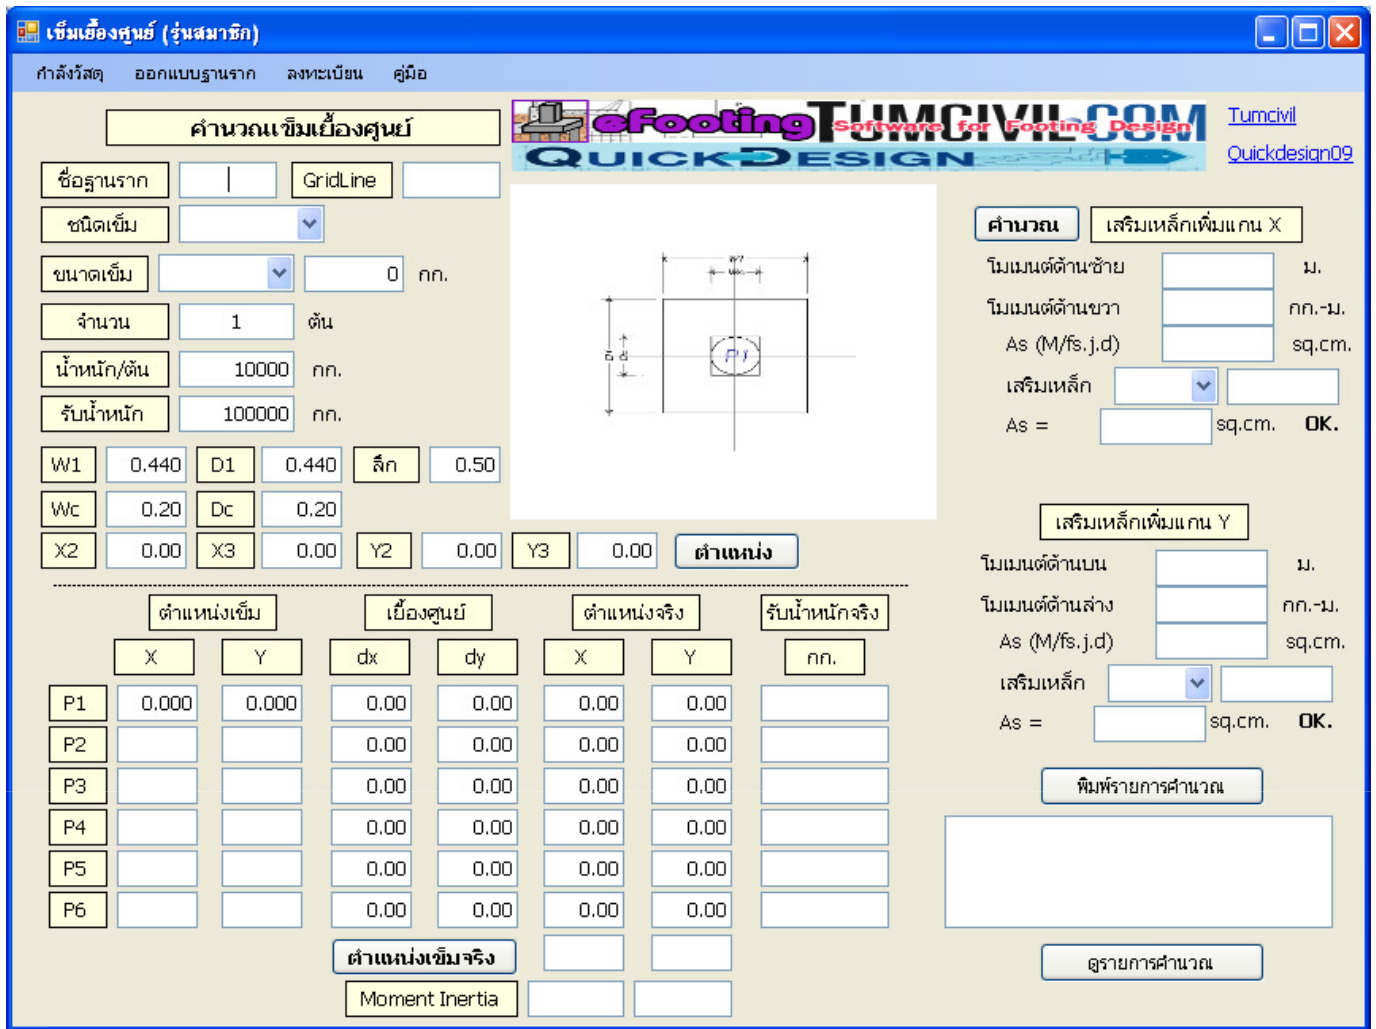 เข็มเยื้องศูนย์ (รุ่นสมาชิก)
กำลังวัสดุ ออกแบบฐานราก ลงทะเบียน คู่มือ
คำนวณเข็มเยื้องศูนย์
eFooting TUMCIVIL.COM
Software for Footing Design
QUICKDESIGN
Tumcivil
Quickdesign09
ชื่อฐานราก GridLine
ชนิดเข็ม
ขนาดเข็ม 0 กก.
จำนวน 1 ต้น
น้ำหนัก/ต้น 10000 กก.
รับน้ำหนัก 100000 กก.
W1 0.440 D1 0.440 ลึก 0.50
Wc 0.20 Dc 0.20
X2 0.00 X3 0.00 Y2 0.00 Y3 0.00 ตำแหน่ง
P1
ตำแหน่งเข็ม เยื้องศูนย์ ตำแหน่งจริง รับน้ำหนักจริง
X Y dx dy X Y กก.
P1 0.000 0.000 0.00 0.00 0.00 0.00
P2 0.00 0.00 0.00 0.00
P3 0.00 0.00 0.00 0.00
P4 0.00 0.00 0.00 0.00
P5 0.00 0.00 0.00 0.00
P6 0.00 0.00 0.00 0.00
ตำแหน่งเข็มจริง
Moment Inertia
คำนวณ เสริมเหล็กเพิ่มแกน X
โมเมนต์ด้านซ้าย ม.
โมเมนต์ด้านขวา กก.-ม.
As (M/fs.j.d) sq.cm.
เสริมเหล็ก
As = sq.cm. OK.
เสริมเหล็กเพิ่มแกน Y
โมเมนต์ด้านบน ม.
โมเมนต์ด้านล่าง กก.-ม.
As (M/fs.j.d) sq.cm.
เสริมเหล็ก
As = sq.cm. OK.
พิมพ์รายการคำนวณ
ดูรายการคำนวณ